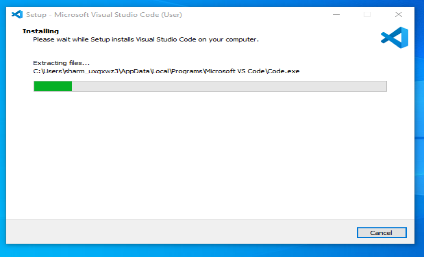 Setup - Microsoft Visual Studio Code (User)
Installing
Please wait while Setup installs Visual Studio Code on your computer.
Extracting files...
C:\Users\sharm_uxgxwz3\AppData\Local\Programs\Microsoft VS Code\Code.exe
Cancel